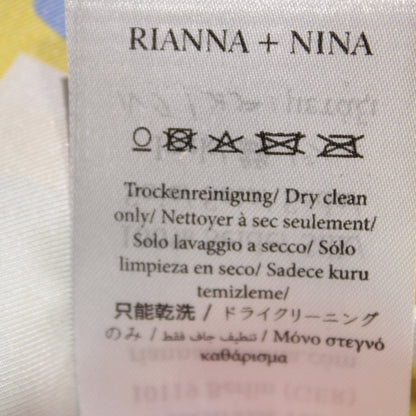 RIANNA + NINA
Trockenreinigung/ Dry clean
only/ Nettoyer à sec seulement/
Solo lavaggio a secco/ Sólo
limpieza en seco/ Sadece kuru
temizleme/
只能乾洗 / ドライクリーニング
のみ / تنظيف جاف فقط / Μόνο στεγνό
καθάρισμα